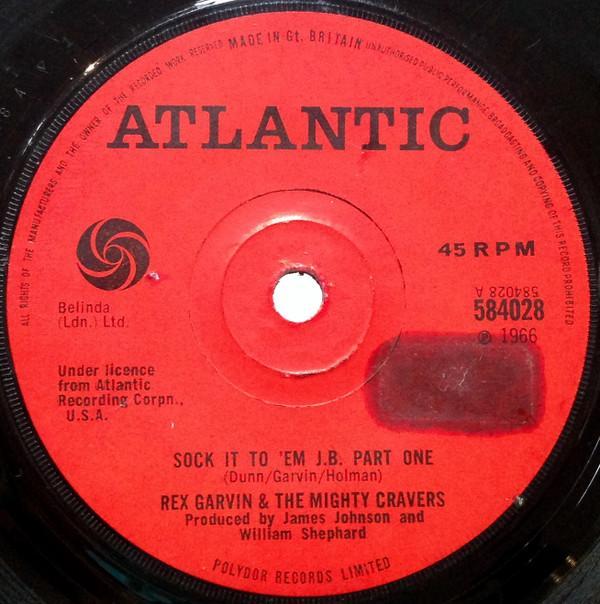 ALL RIGHTS OF THE MANUFACTURERS AND THE OWNER OF THE RECORDED WORK RESERVED MADE IN Gt. BRITAIN UNAUTHORISED PUBLIC PERFORMANCE, BROADCASTING AND COPYING OF THIS RECORD PROHIBITED
ATLANTIC
45 RPM
584028 A
584028
℗ 1966
Belinda
(Ldn.) Ltd.
Under licence
from Atlantic
Recording Corpn.,
U.S.A.
SOCK IT TO 'EM J.B. PART ONE
(Dunn/Garvin/Holman)
REX GARVIN & THE MIGHTY CRAVERS
Produced by James Johnson and
William Shephard
POLYDOR RECORDS LIMITED